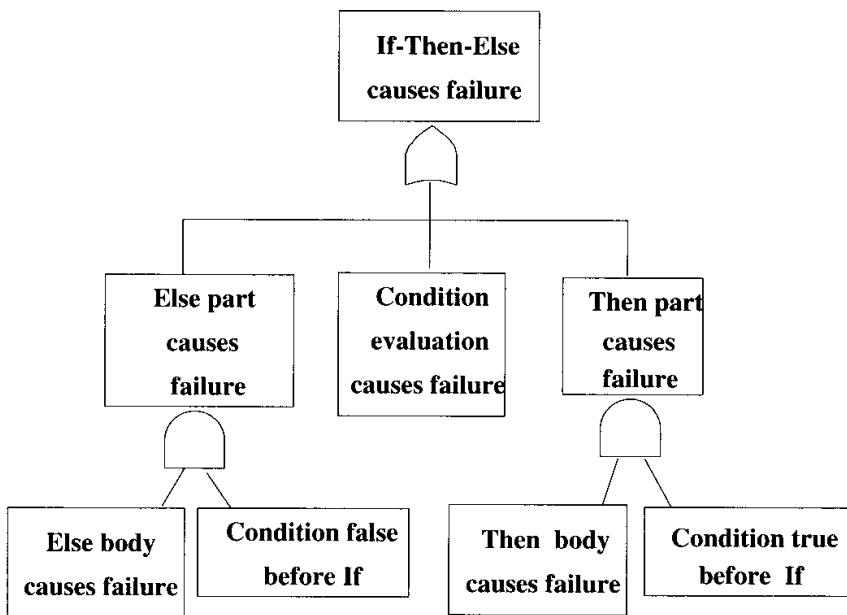 If-Then-Else
causes failure
Else part
causes
failure
Condition
evaluation
causes failure
Then part
causes
failure
Else body
causes failure
Condition false
before If
Then body
causes failure
Condition true
before If